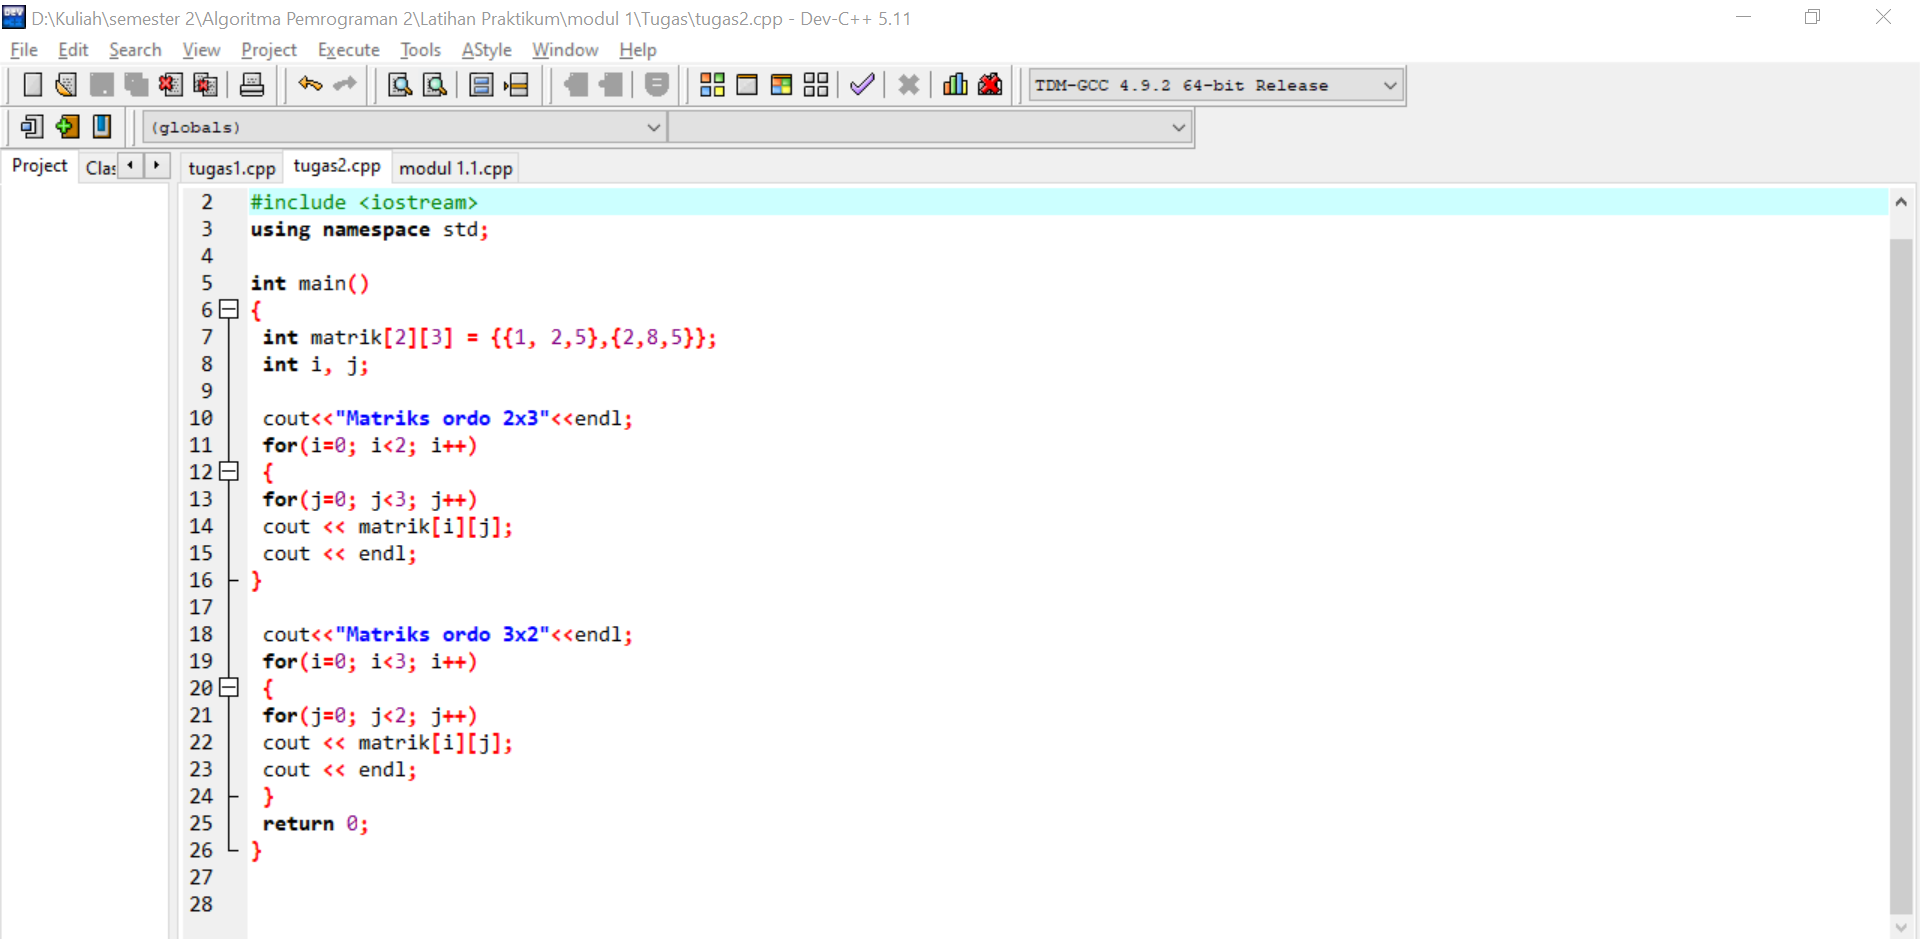 D:\Kuliah\semester 2\Algoritma Pemrograman 2\Latihan Praktikum\modul 1\Tugas\tugas2.cpp - Dev-C++ 5.11
File Edit Search View Project Execute Tools AStyle Window Help
TDM-GCC 4.9.2 64-bit Release
(globals)
Project Clas tugas1.cpp tugas2.cpp modul 1.1.cpp
2 #include <iostream>
3 using namespace std;
4
5 int main()
6 {
7 int matrik[2][3] = {{1, 2,5},{2,8,5}};
8 int i, j;
9
10 cout<<"Matriks ordo 2x3"<<endl;
11 for(i=0; i<2; i++)
12 {
13 for(j=0; j<3; j++)
14 cout << matrik[i][j];
15 cout << endl;
16 }
17
18 cout<<"Matriks ordo 3x2"<<endl;
19 for(i=0; i<3; i++)
20 {
21 for(j=0; j<2; j++)
22 cout << matrik[i][j];
23 cout << endl;
24 }
25 return 0;
26 }
27
28